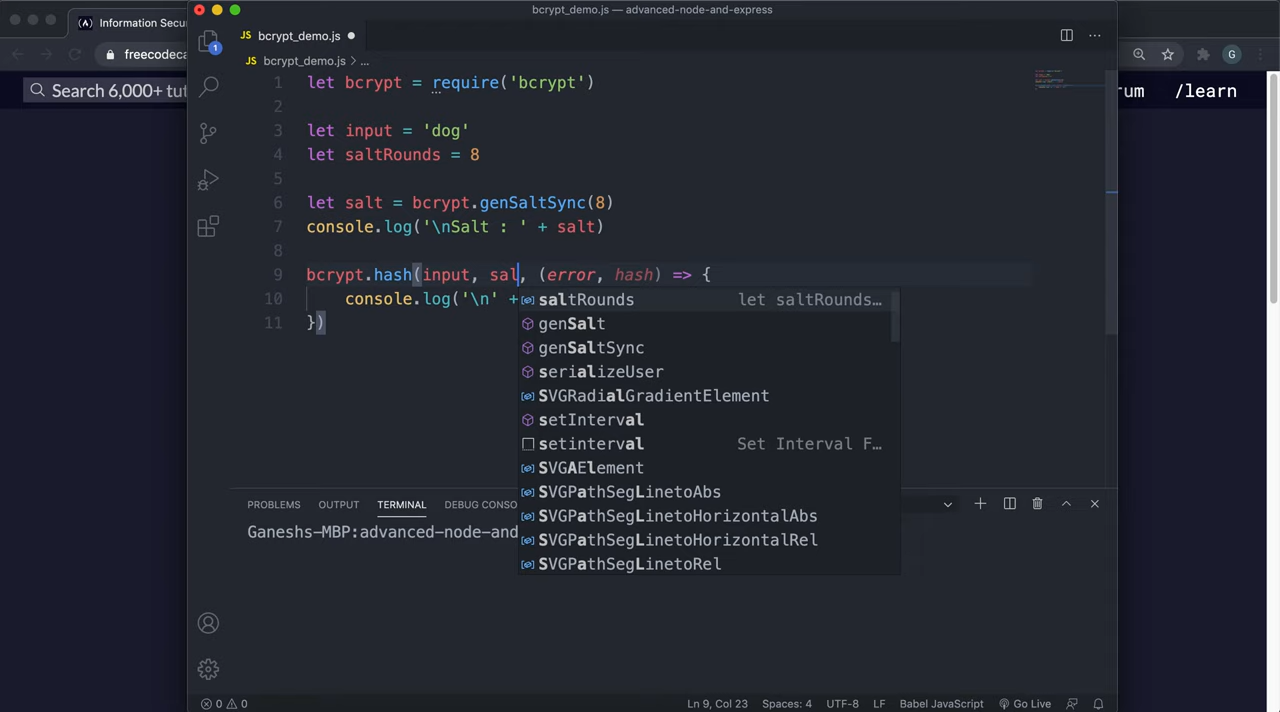 bcrypt_demo.js — advanced-node-and-express
Information Secu
freecodeca
G
Search 6,000+ tut
rum /learn
1
JS bcrypt_demo.js
JS bcrypt_demo.js > ...
1 let bcrypt = require('bcrypt')
2
3 let input = 'dog'
4 let saltRounds = 8
5
6 let salt = bcrypt.genSaltSync(8)
7 console.log('\nSalt : ' + salt)
8
9 bcrypt.hash(input, sal, (error, hash) => {
10 console.log('\n' +
11 })
saltRounds let saltRounds…
genSalt
genSaltSync
serializeUser
SVGRadialGradientElement
setInterval
setinterval Set Interval F…
SVGAElement
SVGPathSegLinetoAbs
SVGPathSegLinetoHorizontalAbs
SVGPathSegLinetoHorizontalRel
SVGPathSegLinetoRel
PROBLEMS OUTPUT TERMINAL DEBUG CONSO
Ganeshs-MBP:advanced-node-and-
0 0 Ln 9, Col 23 Spaces: 4 UTF-8 LF Babel JavaScript Go Live